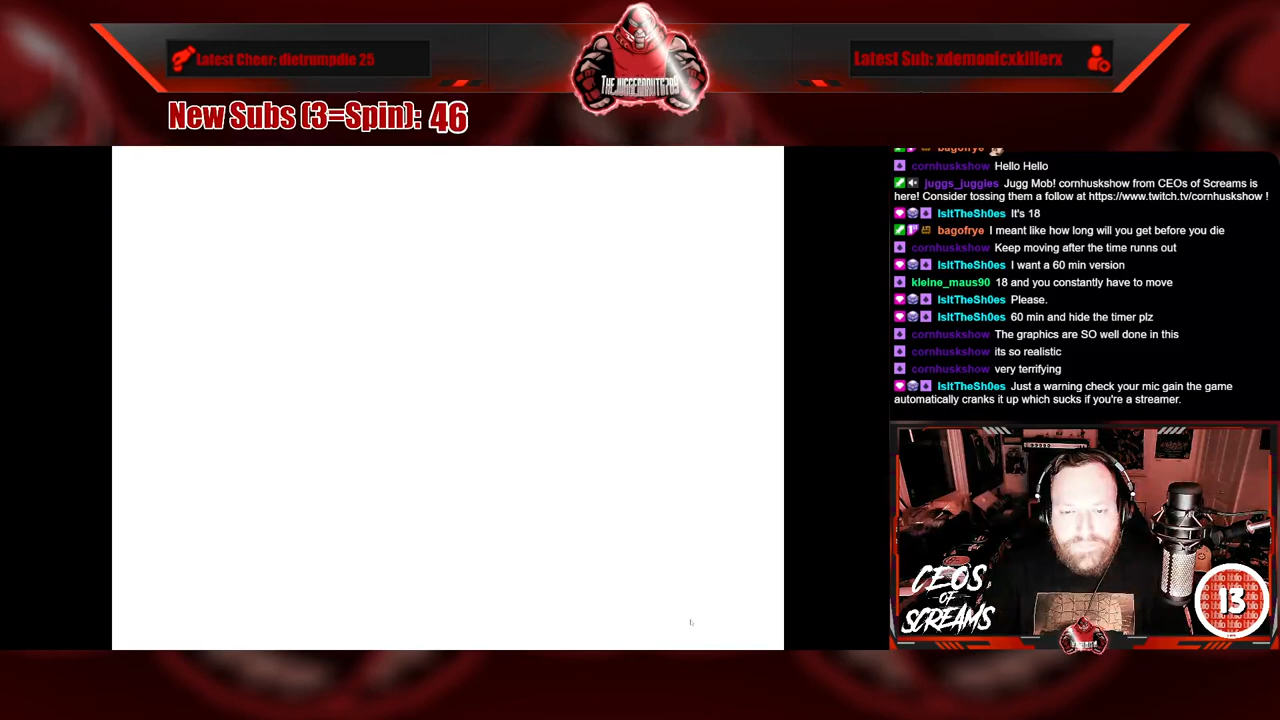 Latest Cheer: dietrumpdie 25
THEJUGGERNAUT6789
Latest Sub: xdemonicxkillerx
New Subs (3=Spin): 46
bagofrye
cornhuskshow Hello Hello
juggs_juggles Jugg Mob! cornhuskshow from CEOs of Screams is
here! Consider tossing them a follow at https://www.twitch.tv/cornhuskshow !
IsItTheSh0es It's 18
bagofrye I meant like how long will you get before you die
cornhuskshow Keep moving after the time runns out
IsItTheSh0es I want a 60 min version
kleine_maus90 18 and you constantly have to move
IsItTheSh0es Please.
IsItTheSh0es 60 min and hide the timer plz
cornhuskshow The graphics are SO well done in this
cornhuskshow its so realistic
cornhuskshow very terrifying
IsItTheSh0es Just a warning check your mic gain the game
automatically cranks it up which sucks if you're a streamer.
CEOS
OF
SCREAMS
13